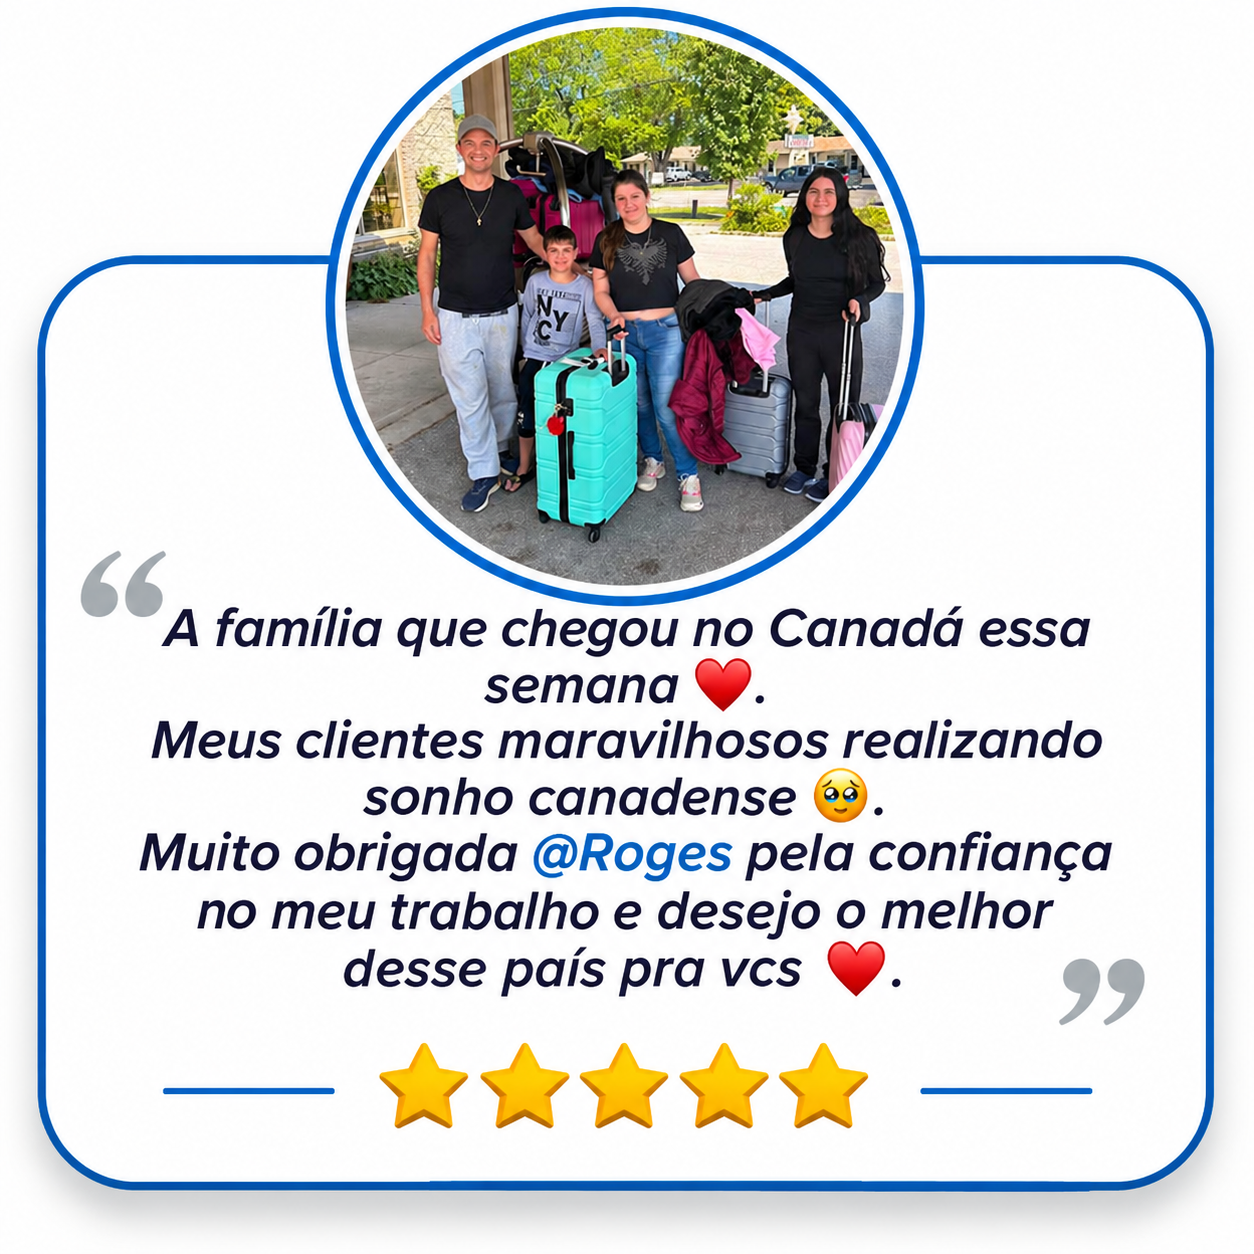 NYC
“A família que chegou no Canadá essa
semana ❤️.
Meus clientes maravilhosos realizando
sonho canadense 🥹.
Muito obrigada @Roges pela confiança
no meu trabalho e desejo o melhor
desse país pra vcs ❤️.”